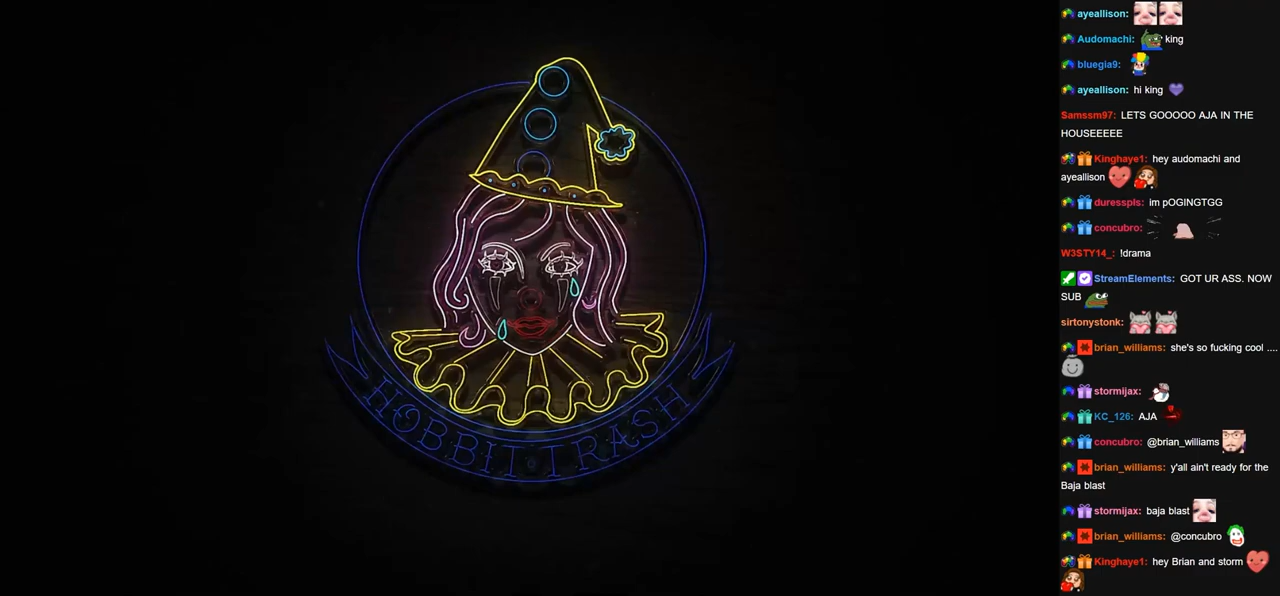 HOBBIT TRASH
ayeallison:
Audomachi: king
bluegia9:
ayeallison: hi king
Samssm97: LETS GOOOOO AJA IN THE
HOUSEEEEE
Kinghaye1: hey audomachi and
ayeallison
duresspls: im pOGINGTGG
concubro:
W3STY14_: !drama
StreamElements: GOT UR ASS. NOW
SUB
sirtonystonk:
brian_williams: she's so fucking cool ....
stormijax:
KC_126: AJA
concubro: @brian_williams
brian_williams: y'all ain't ready for the
Baja blast
stormijax: baja blast
brian_williams: @concubro
Kinghaye1: hey Brian and storm